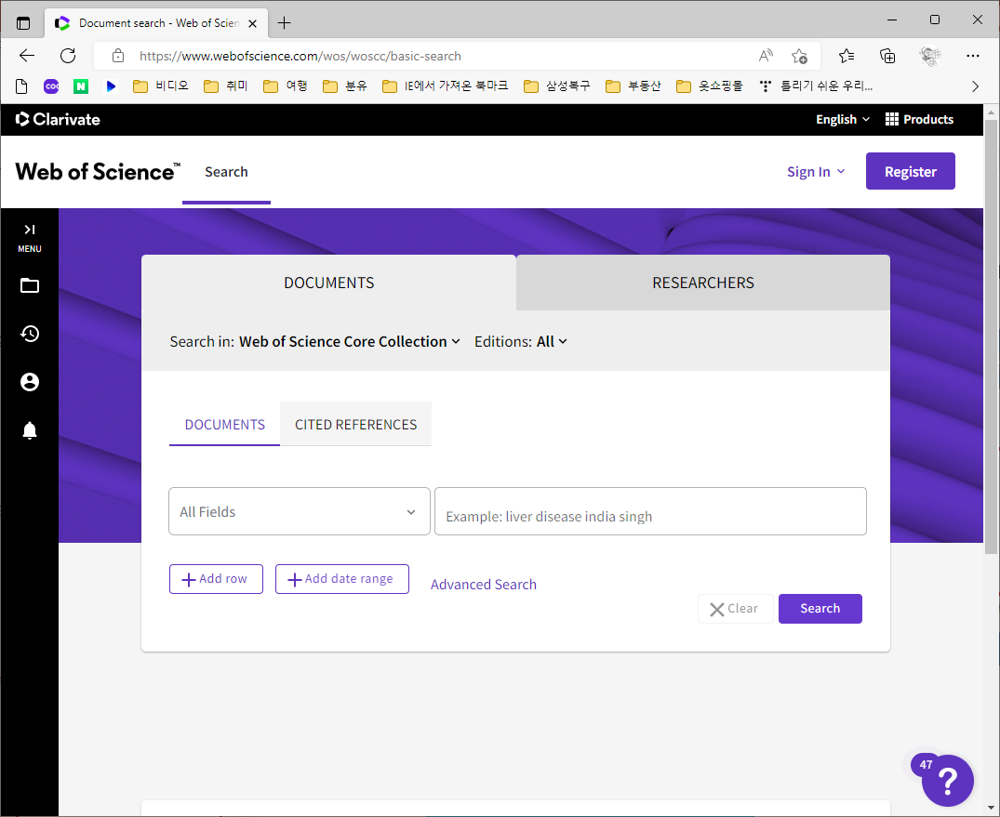 Document search - Web of Scien
https://www.webofscience.com/wos/woscc/basic-search
비디오 취미 여행 분유 IE에서 가져온 북마크 삼성복구 부동산 옷쇼핑몰 틀리기 쉬운 우리...
Clarivate English Products
Web of Science™ Search Sign In Register
MENU
DOCUMENTS RESEARCHERS
Search in: Web of Science Core Collection Editions: All
DOCUMENTS CITED REFERENCES
All Fields Example: liver disease india singh
Add row Add date range Advanced Search
Clear Search
47
?